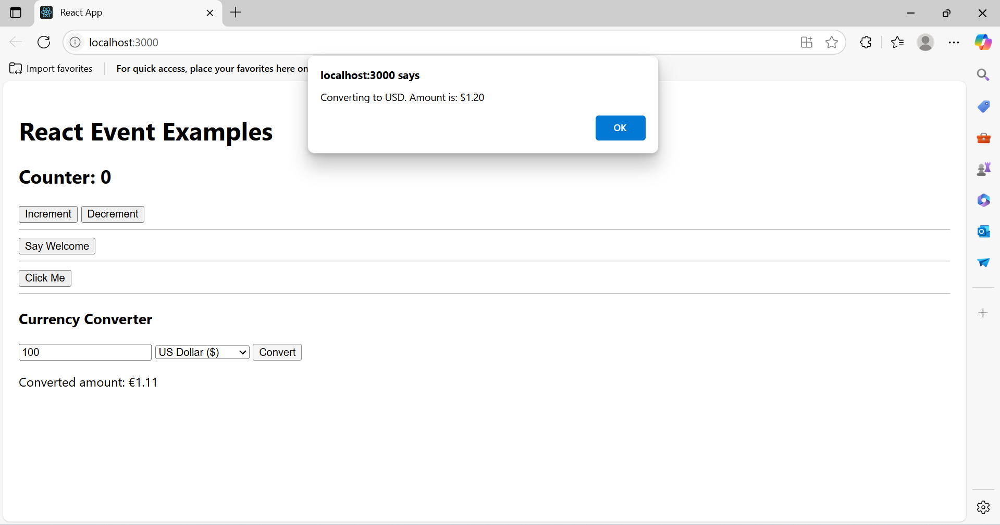 React App
localhost:3000
Import favorites
For quick access, place your favorites here on
localhost:3000 says
Converting to USD. Amount is: $1.20
OK
React Event Examples
Counter: 0
Increment Decrement
Say Welcome
Click Me
Currency Converter
100 US Dollar ($) Convert
Converted amount: €1.11